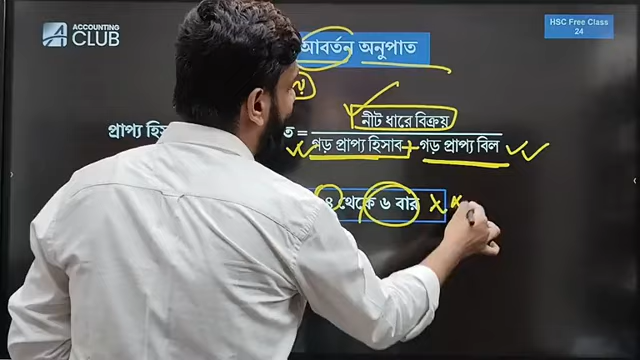 ACCOUNTING
CLUB
HSC Free Class
24
আবর্তন অনুপাত
নীট ধারে বিক্রয়
প্রাপ্য =
গড় প্রাপ্য হিসাব + গড় প্রাপ্য বিল
৪ থেকে ৬ বার